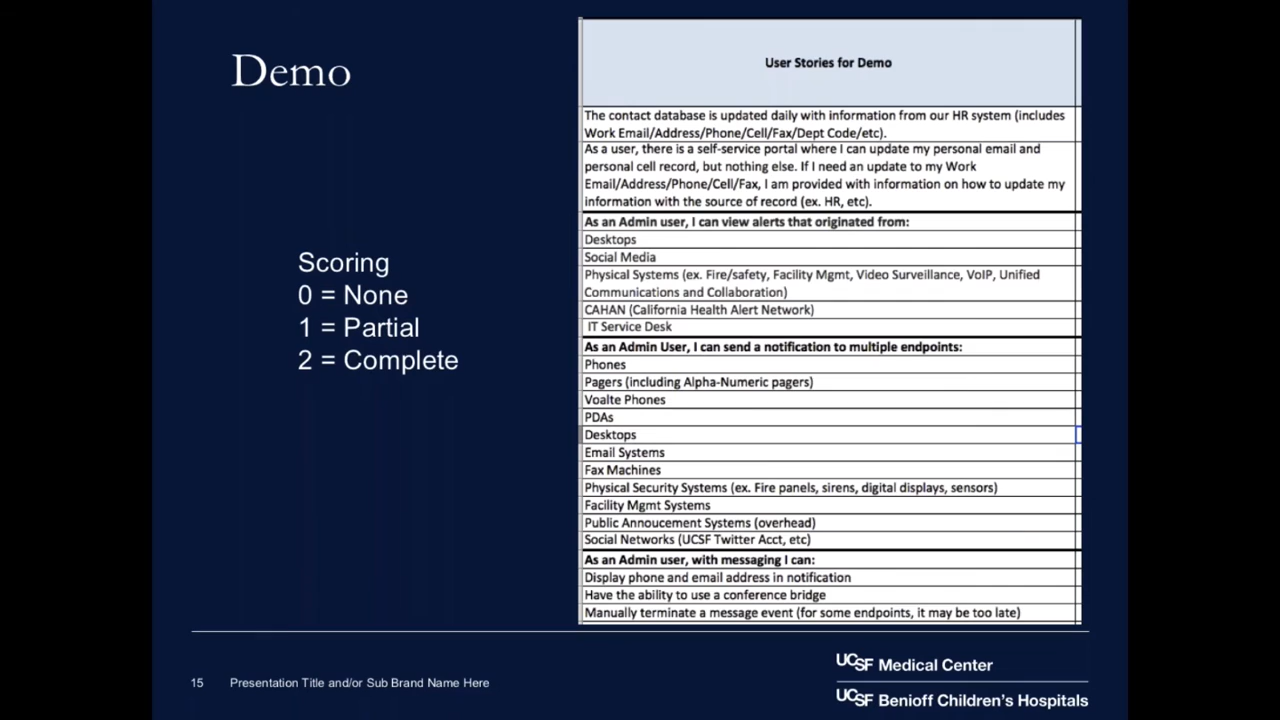 Demo
Scoring
0 = None
1 = Partial
2 = Complete
User Stories for Demo
The contact database is updated daily with information from our HR system (includes
Work Email/Address/Phone/Cell/Fax/Dept Code/etc).
As a user, there is a self-service portal where I can update my personal email and
personal cell record, but nothing else. If I need an update to my Work
Email/Address/Phone/Cell/Fax, I am provided with information on how to update my
information with the source of record (ex. HR, etc).
As an Admin user, I can view alerts that originated from:
Desktops
Social Media
Physical Systems (ex. Fire/safety, Facility Mgmt, Video Surveillance, VoIP, Unified
Communications and Collaboration)
CAHAN (California Health Alert Network)
IT Service Desk
As an Admin User, I can send a notification to multiple endpoints:
Phones
Pagers (including Alpha-Numeric pagers)
Voalte Phones
PDAs
Desktops
Email Systems
Fax Machines
Physical Security Systems (ex. Fire panels, sirens, digital displays, sensors)
Facility Mgmt Systems
Public Annoucement Systems (overhead)
Social Networks (UCSF Twitter Acct, etc)
As an Admin user, with messaging I can:
Display phone and email address in notification
Have the ability to use a conference bridge
Manually terminate a message event (for some endpoints, it may be too late)
15 Presentation Title and/or Sub Brand Name Here
UCSF Medical Center
UCSF Benioff Children's Hospitals